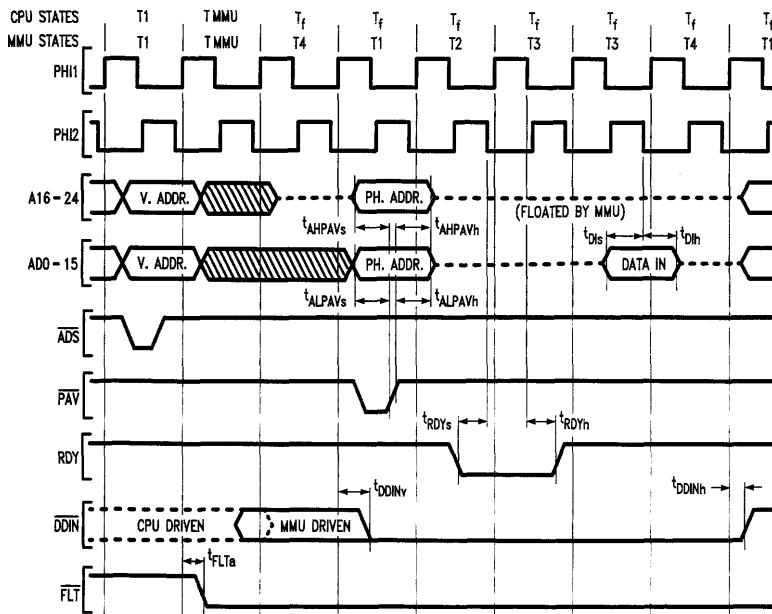 CPU STATES T1 TMMU Tf Tf Tf Tf Tf Tf Tf
MMU STATES T1 TMMU T4 T1 T2 T3 T3 T4 T1
PHI1
PHI2
A16-24 V. ADDR. PH. ADDR. (FLOATED BY MMU)
tAHPAVs tAHPAVh tDIs tDIh
AD0-15 V. ADDR. PH. ADDR. DATA IN
tALPAVs tALPAVh
ADS
PAV
tRDYs tRDYh
RDY
tDDINv tDDINh
DDIN CPU DRIVEN MMU DRIVEN
tFLTa
FLT